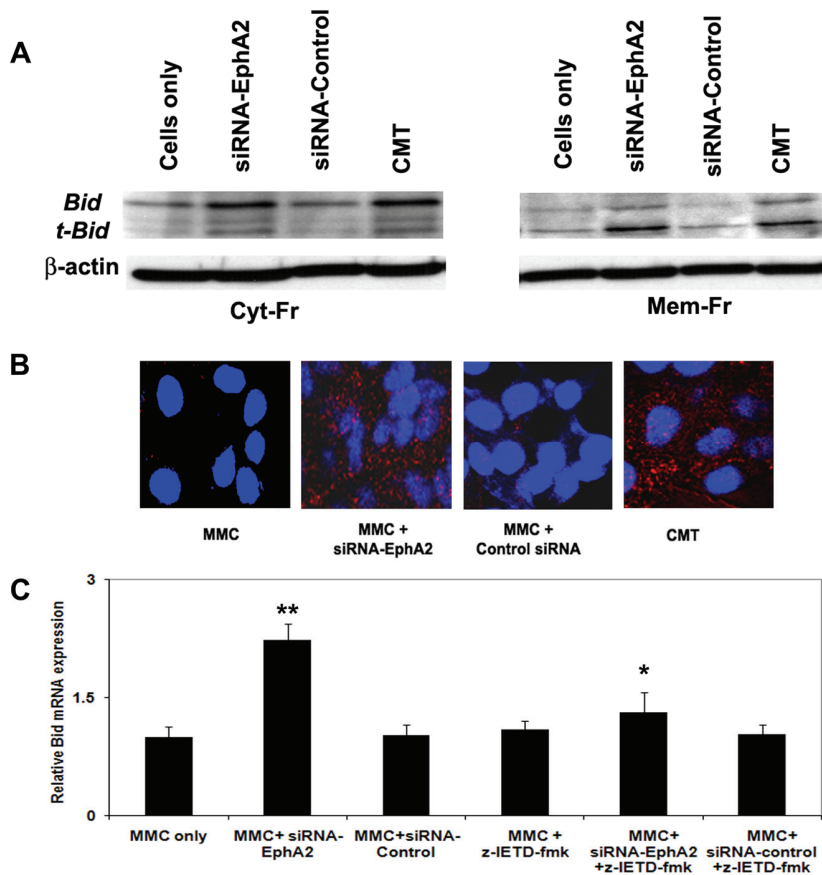 A
Cells only
siRNA-EphA2
siRNA-Control
CMT
Cells only
siRNA-EphA2
siRNA-Control
CMT
Bid
t-Bid
β-actin
Cyt-Fr
Mem-Fr
B
MMC
MMC +
siRNA-EphA2
MMC +
Control siRNA
CMT
C
Relative Bid mRNA expression
3
1.5
0
**
*
MMC only
MMC+ siRNA-
EphA2
MMC+siRNA-
Control
MMC +
z-IETD-fmk
MMC+
siRNA-EphA2
+z-IETD-fmk
MMC+
siRNA-control
+z-IETD-fmk